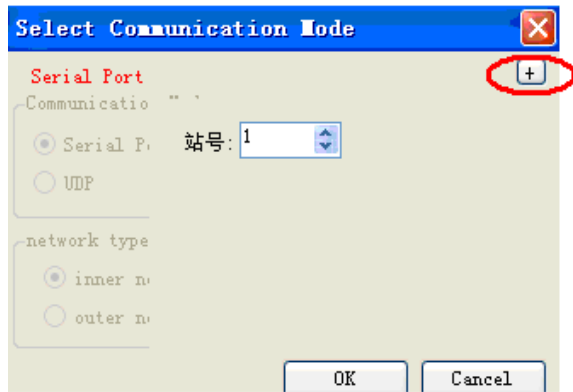 Select Communication Mode
Serial Port
+
Communicatio
Serial P
站号: 1
UDP
network type
inner n
outer n
OK
Cancel